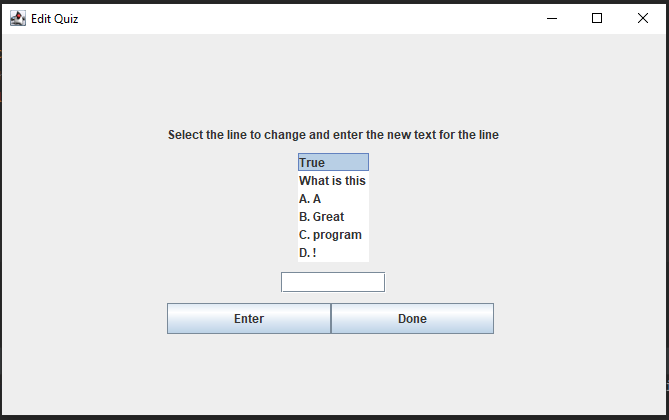 Edit Quiz
Select the line to change and enter the new text for the line
True
What is this
A. A
B. Great
C. program
D. !
Enter Done